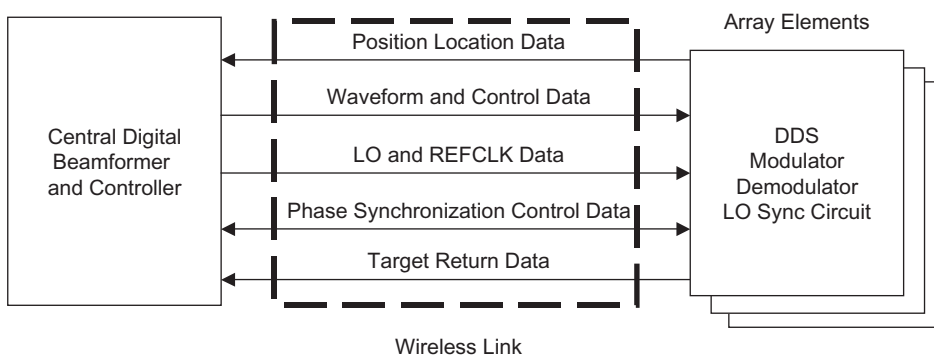 Array Elements
Position Location Data
Waveform and Control Data
Central Digital
Beamformer
and Controller
LO and REFCLK Data
DDS
Modulator
Demodulator
LO Sync Circuit
Phase Synchronization Control Data
Target Return Data
Wireless Link